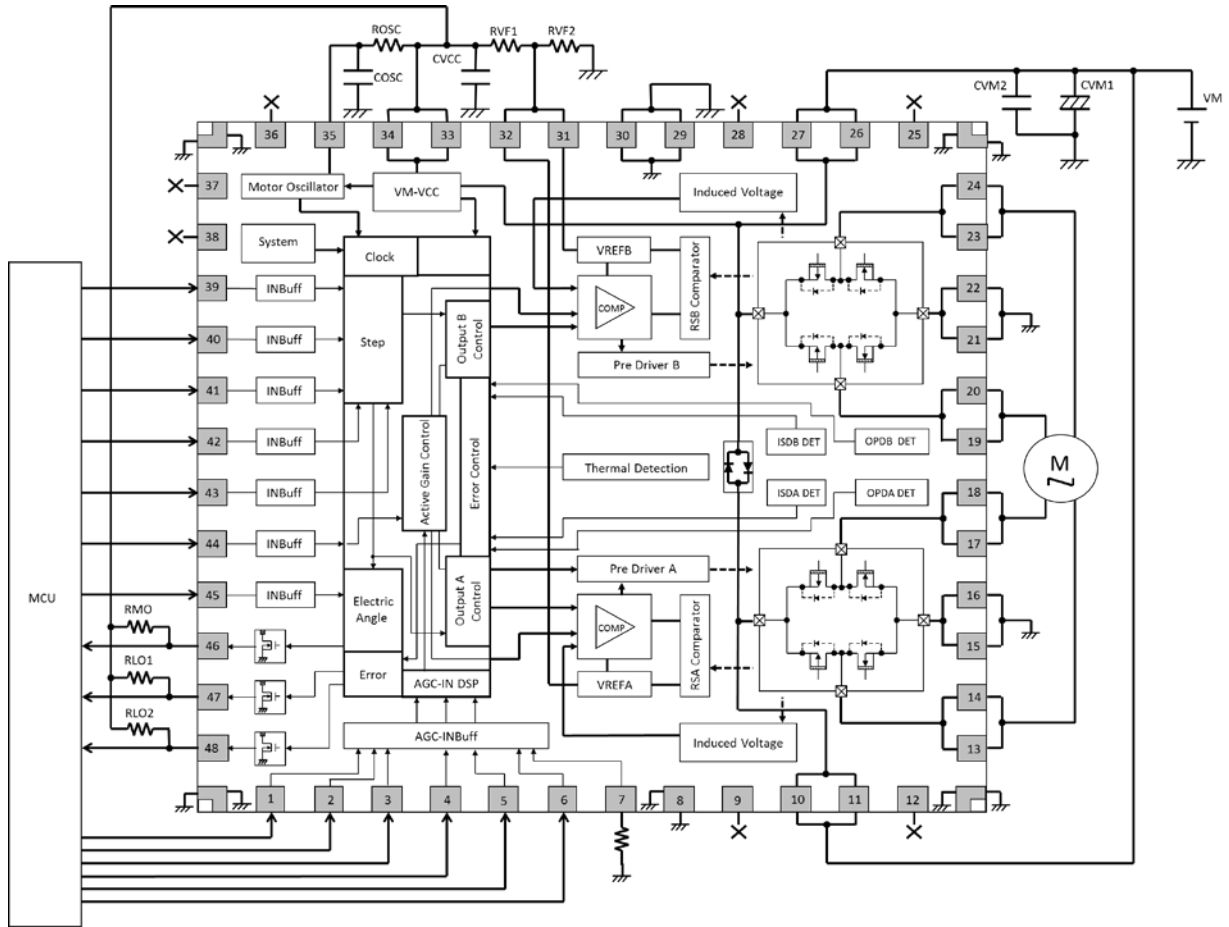 ROSC
RVF1
RVF2
COSC
CVCC
CVM2
CVM1
VM
36
35
34
33
32
31
30
29
28
27
26
25
37
Motor Oscillator
VM-VCC
Induced Voltage
24
38
System
Clock
VREFB
RSB Comparator
23
39
INBuff
Step
Output B Control
COMP
22
40
INBuff
Pre Driver B
21
41
INBuff
20
42
INBuff
Active Gain Control
Error Control
ISDB DET
OPDB DET
19
Thermal Detection
M
43
INBuff
ISDA DET
OPDA DET
18
44
INBuff
17
MCU
45
INBuff
Electric Angle
Output A Control
Pre Driver A
COMP
RSA Comparator
16
RMO
46
15
RLO1
47
Error
AGC-IN DSP
VREFA
14
RLO2
48
AGC-INBuff
Induced Voltage
13
1
2
3
4
5
6
7
8
9
10
11
12